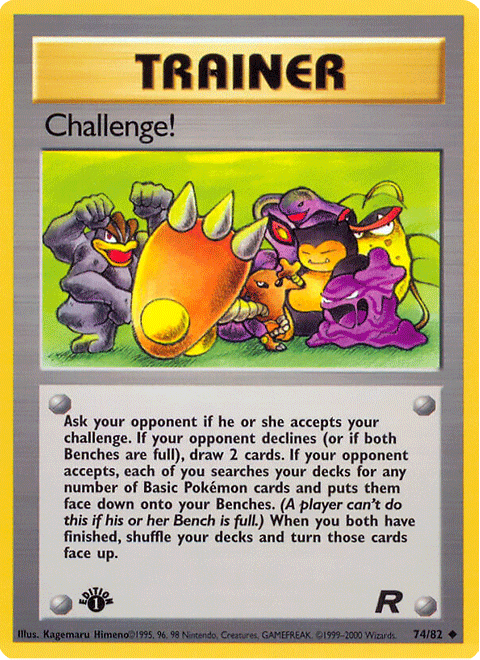 TRAINER
Challenge!
Ask your opponent if he or she accepts your
challenge. If your opponent declines (or if both
Benches are full), draw 2 cards. If your opponent
accepts, each of you searches your decks for any
number of Basic Pokémon cards and puts them
face down onto your Benches. (A player can't do
this if his or her Bench is full.) When you both have
finished, shuffle your decks and turn those cards
face up.
EDITION
1
R
Illus. Kagemaru Himeno ©1995, 96, 98 Nintendo, Creatures, GAMEFREAK. ©1999-2000 Wizards. 74/82 ◆